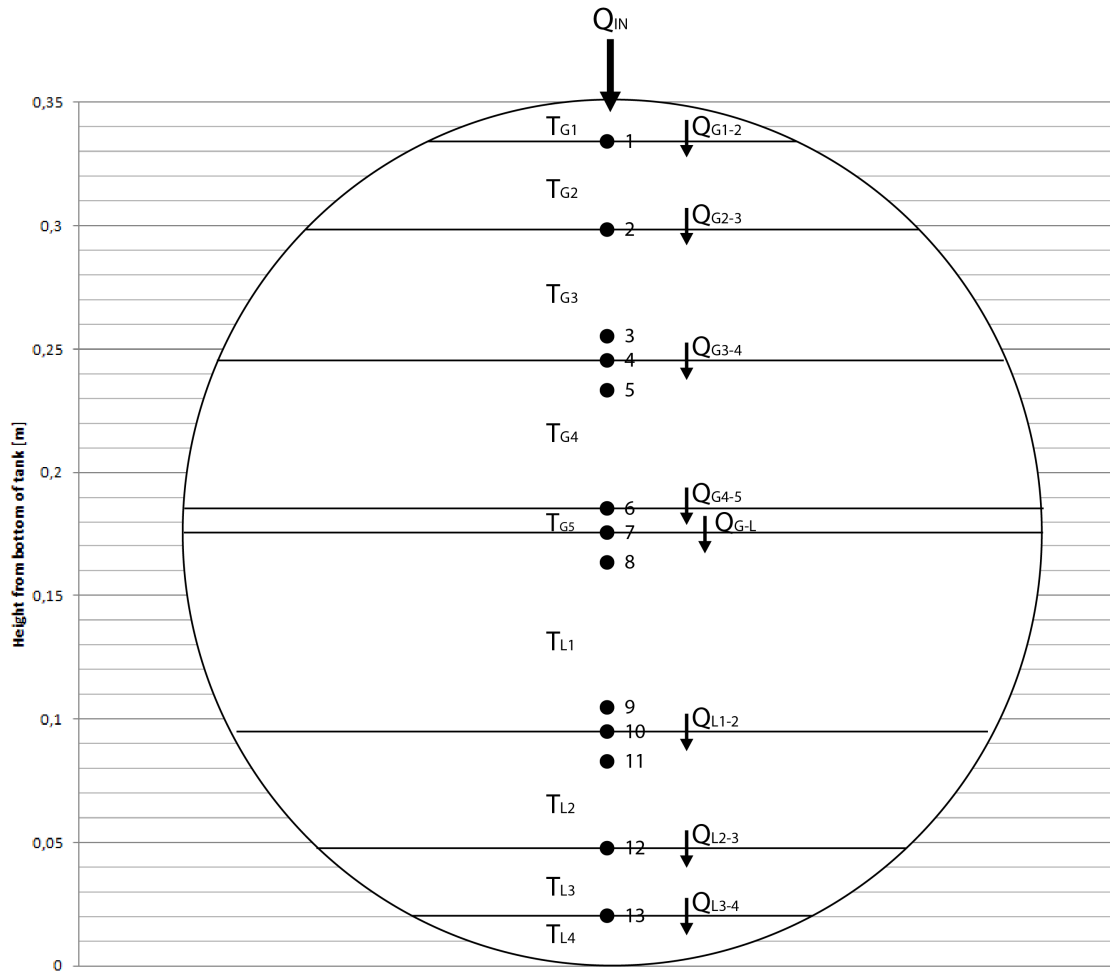 QIN
0,35
TG1
1
QG1-2
TG2
0,3
2
QG2-3
TG3
3
0,25
4
QG3-4
5
TG4
0,2
6
QG4-5
TG5
7
QG-L
8
0,15
TL1
9
0,1
10
QL1-2
11
TL2
0,05
12
QL2-3
TL3
13
QL3-4
TL4
0
Height from bottom of tank [m]